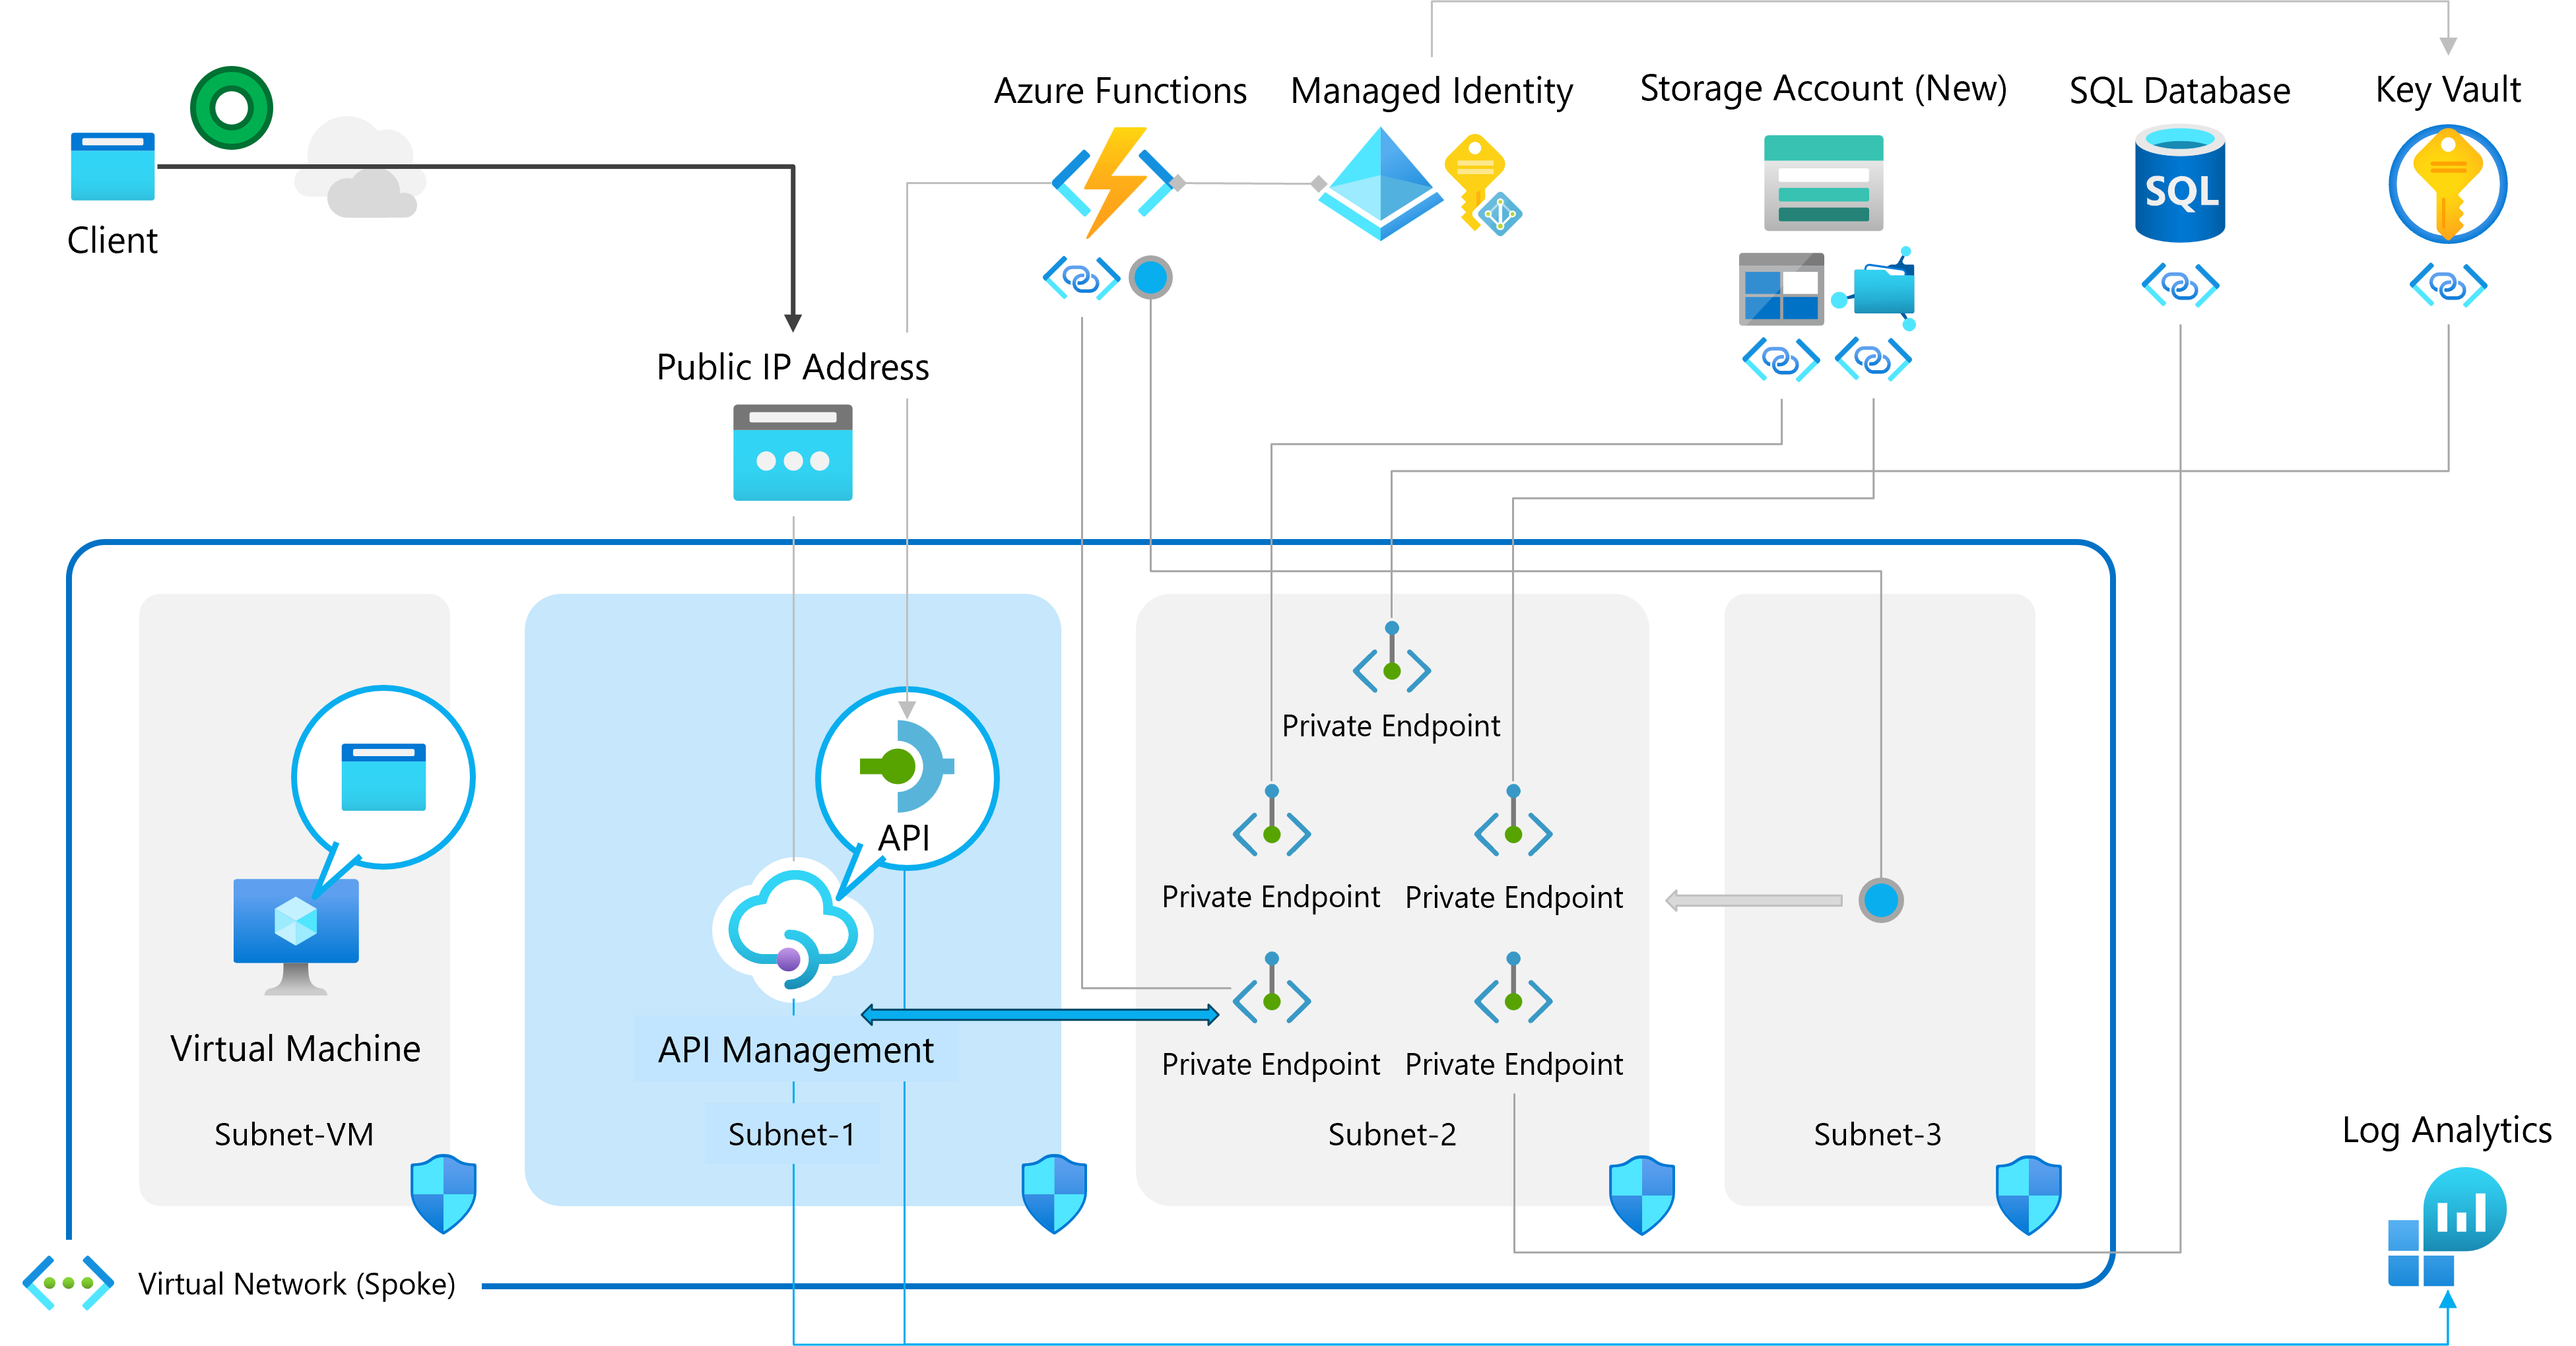 Azure Functions
Managed Identity
Storage Account (New)
SQL Database
Key Vault
SQL
Client
Public IP Address
Private Endpoint
API
Private Endpoint
Private Endpoint
Virtual Machine
API Management
Private Endpoint
Private Endpoint
Subnet-VM
Subnet-1
Subnet-2
Subnet-3
Log Analytics
Virtual Network (Spoke)